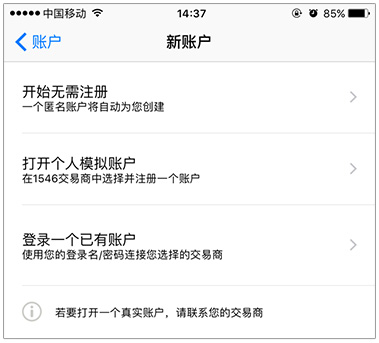 中国移动 14:37 85%
账户 新账户
开始无需注册
一个匿名账户将自动为您创建
打开个人模拟账户
在1546交易商中选择并注册一个账户
登录一个已有账户
使用您的登录名/密码连接您选择的交易商
若要打开一个真实账户，请联系您的交易商